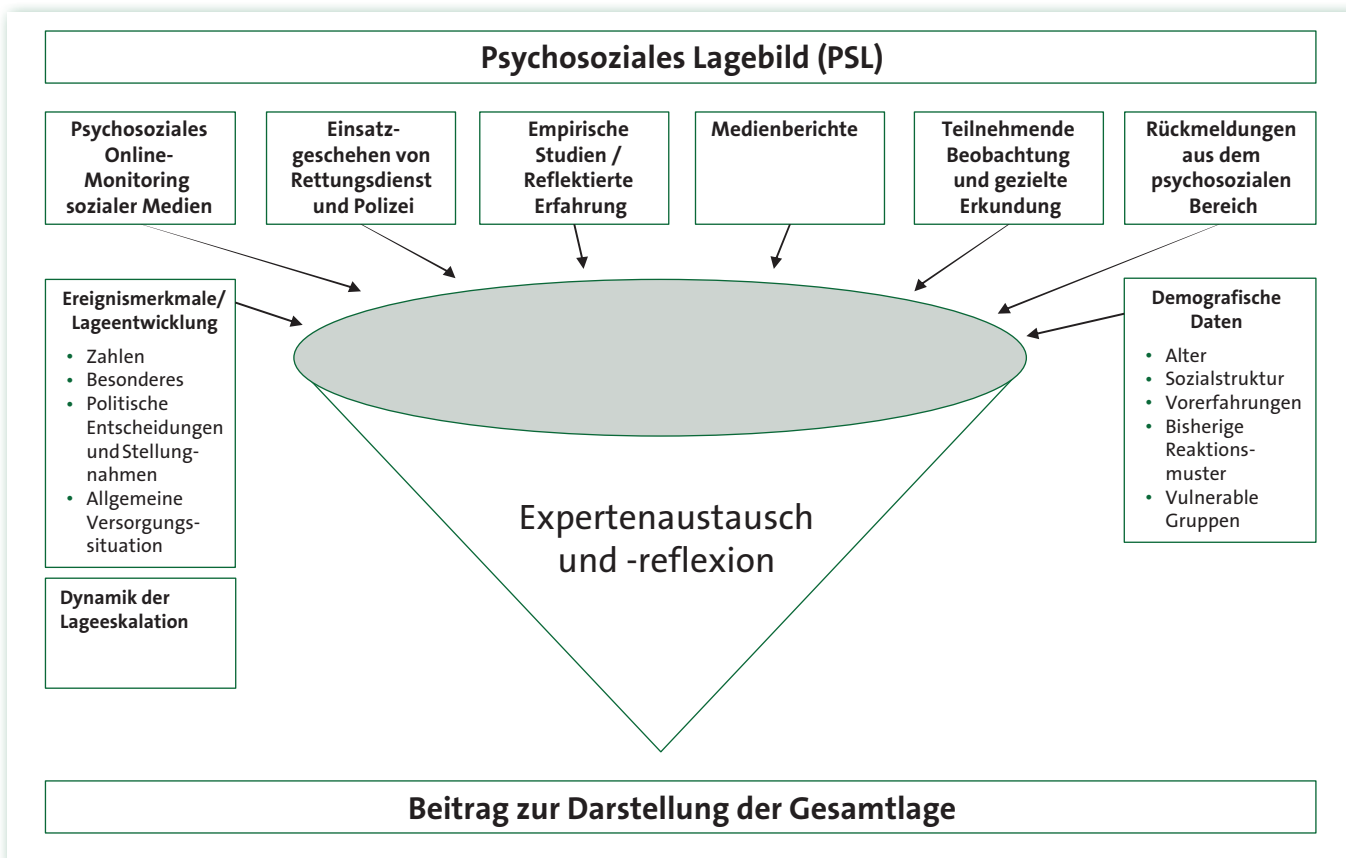 Psychosoziales Lagebild (PSL)
Psychosoziales
Online-
Monitoring
sozialer Medien
Einsatz-
geschehen von
Rettungsdienst
und Polizei
Empirische
Studien /
Reflektierte
Erfahrung
Medienberichte
Teilnehmende
Beobachtung
und gezielte
Erkundung
Rückmeldungen
aus dem
psychosozialen
Bereich
Ereignismerkmale/
Lageentwicklung
• Zahlen
• Besonderes
• Politische
Entscheidungen
und Stellung-
nahmen
• Allgemeine
Versorgungs-
situation
Dynamik der
Lageeskalation
Demografische
Daten
• Alter
• Sozialstruktur
• Vorerfahrungen
• Bisherige
Reaktions-
muster
• Vulnerable
Gruppen
Expertenaustausch
und -reflexion
Beitrag zur Darstellung der Gesamtlage